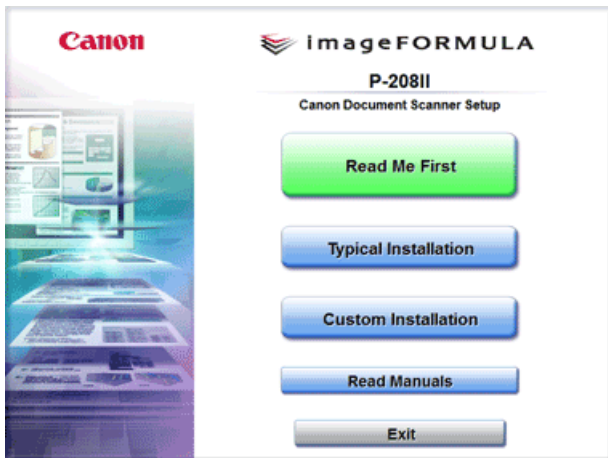 Canon
imageFORMULA
P-208II
Canon Document Scanner Setup
Read Me First
Typical Installation
Custom Installation
Read Manuals
Exit